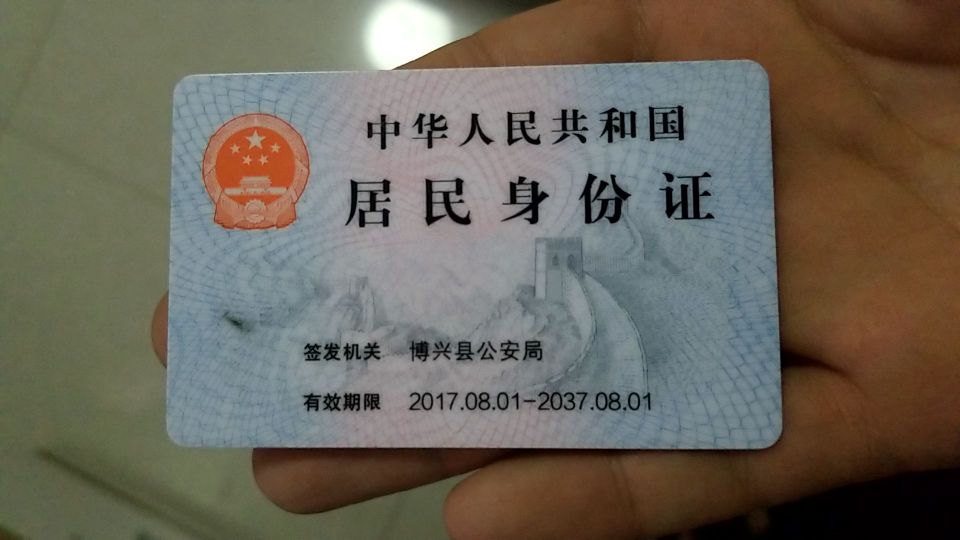 中华人民共和国
居民身份证
签发机关 博兴县公安局
有效期限 2017.08.01-2037.08.01